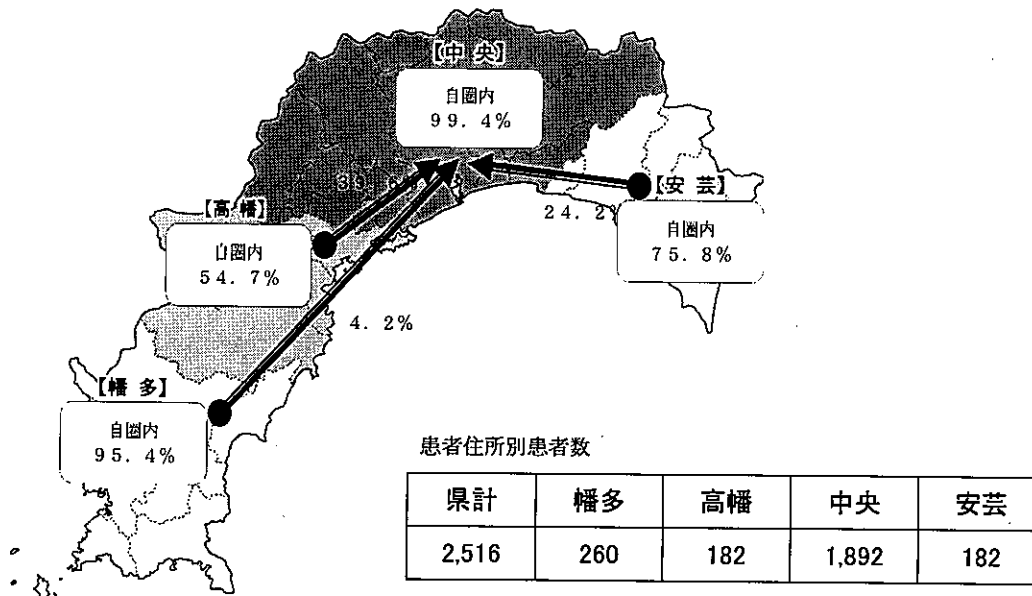 【中 央】
自圏内
99.4%
【高 幡】
自圏内
54.7%
24.2
【安 芸】
自圏内
75.8%
4.2%
【幡 多】
自圏内
95.4%
患者住所別患者数
県計 幡多 高幡 中央 安芸
2,516 260 182 1,892 182